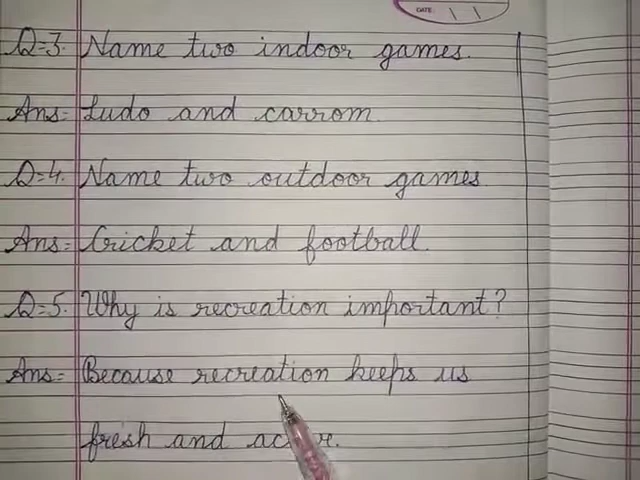 DATE:
Q=3. Name two indoor games.
Ans= Ludo and carrom.
Q=4. Name two outdoor games
Ans= Cricket and football.
Q=5. Why is recreation important?
Ans= Because recreation keeps us
fresh and